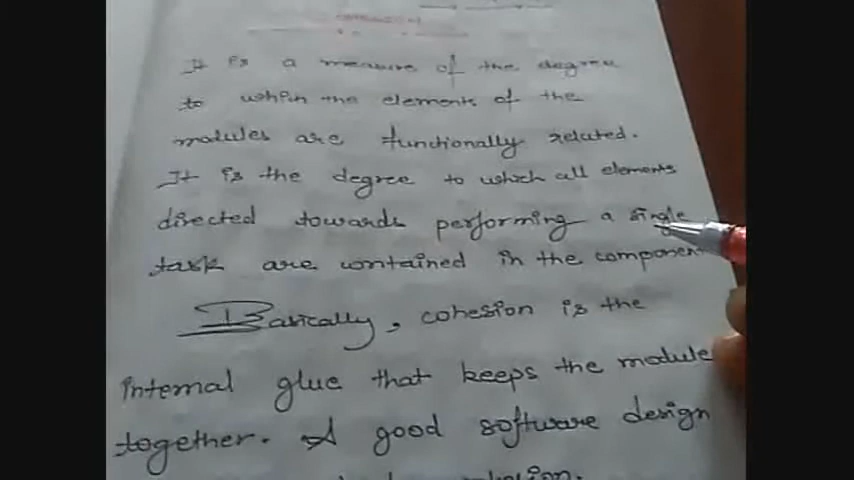 It is a measure of the degree
to which the elements of the
modules are functionally related.
It is the degree to which all elements
directed towards performing a single
task are contained in the component
Basically, cohesion is the
internal glue that keeps the module
together. A good software design
cohesion.